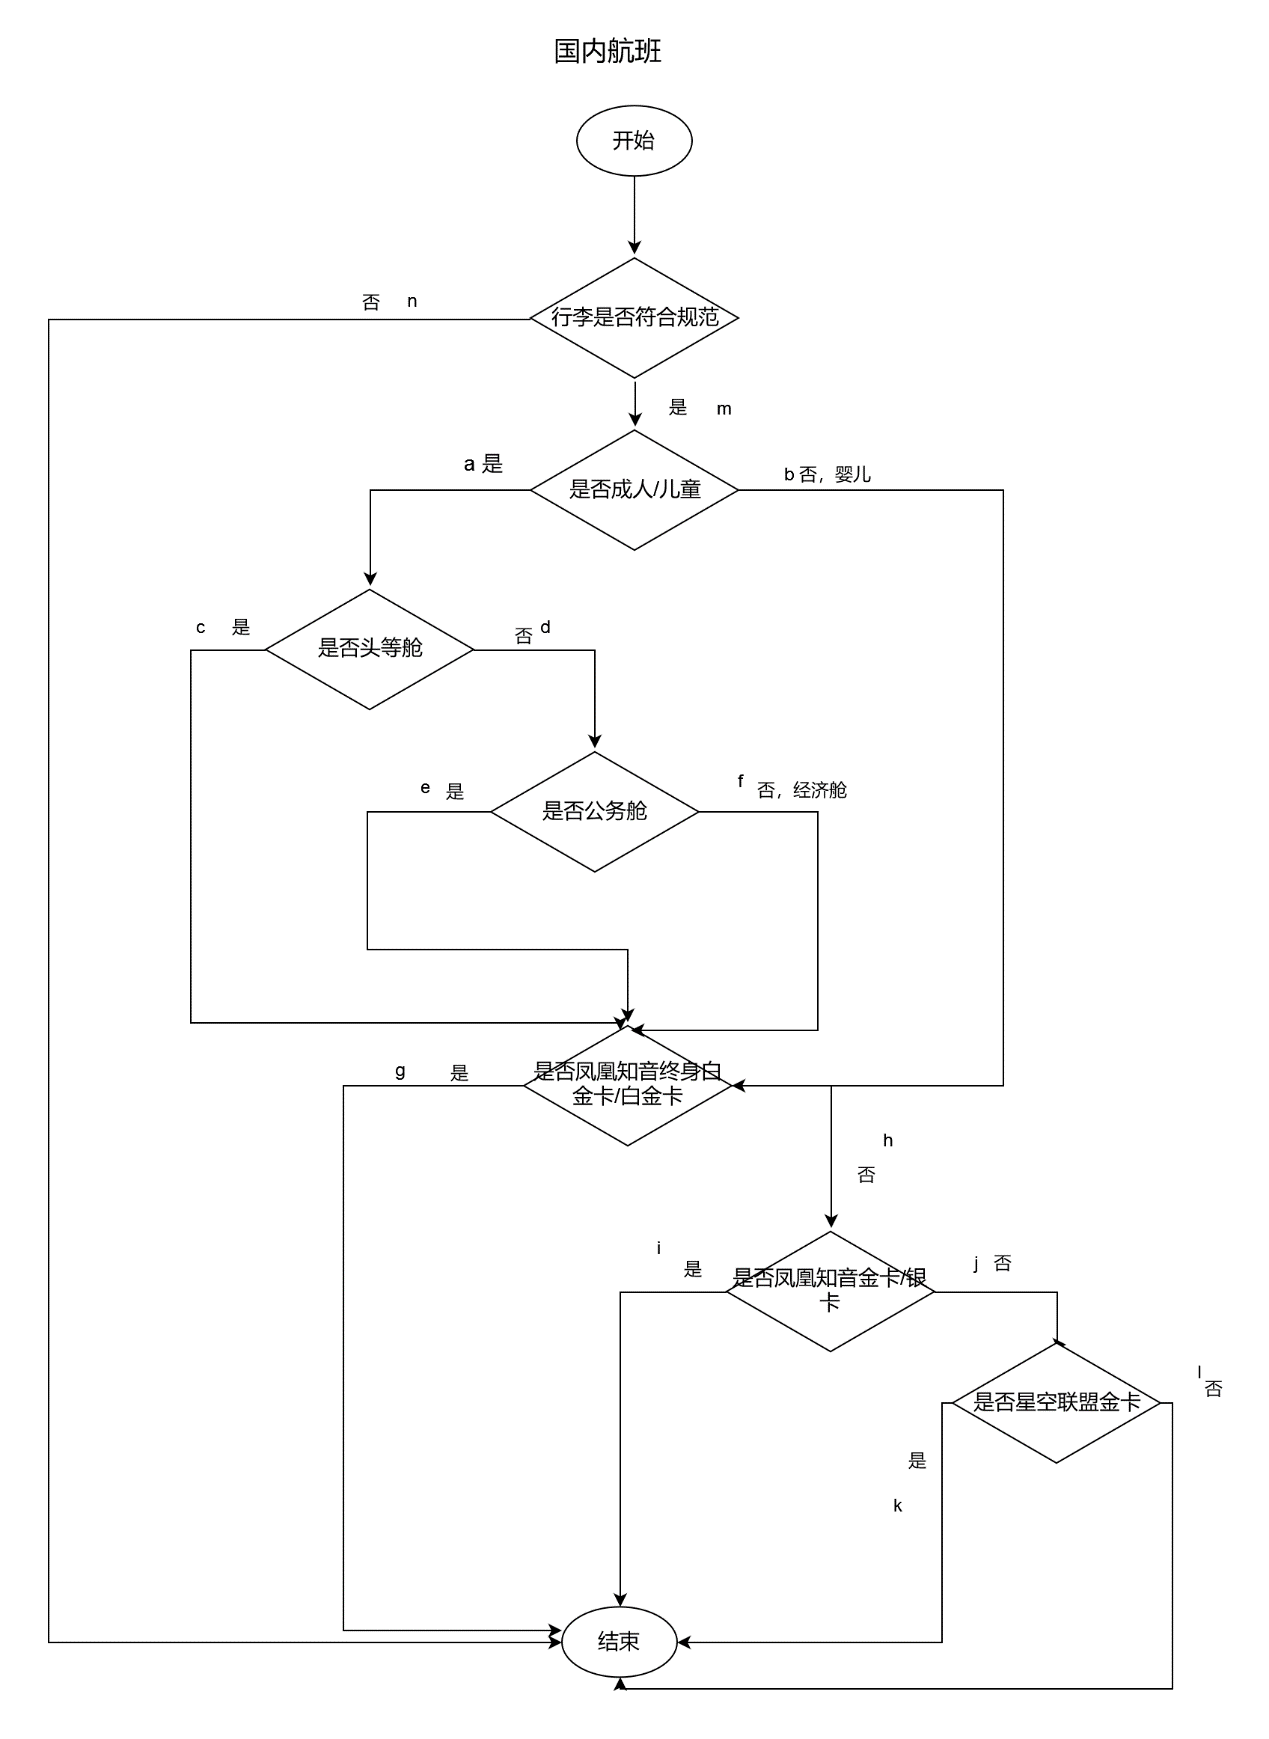 国内航班
开始
否 n
行李是否符合规范
是 m
a 是
是否成人/儿童
b 否，婴儿
c 是
是否头等舱
否 d
e 是
是否公务舱
f 否，经济舱
g 是
是否凤凰知音终身白
金卡/白金卡
h
否
i
是
是否凤凰知音金卡/银
卡
j 否
是否星空联盟金卡
l
否
是
k
结束